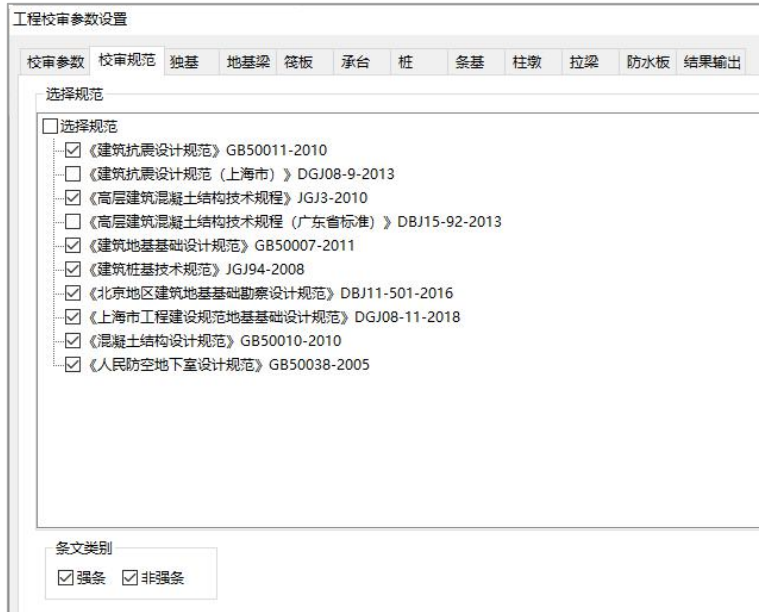 工程校审参数设置
校审参数 校审规范 独基 地基梁 筏板 承台 桩 条基 柱墩 拉梁 防水板 结果输出
选择规范
选择规范
《建筑抗震设计规范》GB50011-2010
《建筑抗震设计规范（上海市）》DGJ08-9-2013
《高层建筑混凝土结构技术规程》JGJ3-2010
《高层建筑混凝土结构技术规程（广东省标准）》DBJ15-92-2013
《建筑地基基础设计规范》GB50007-2011
《建筑桩基技术规范》JGJ94-2008
《北京地区建筑地基基础勘察设计规范》DBJ11-501-2016
《上海市工程建设规范地基基础设计规范》DGJ08-11-2018
《混凝土结构设计规范》GB50010-2010
《人民防空地下室设计规范》GB50038-2005
条文类别
强条 非强条